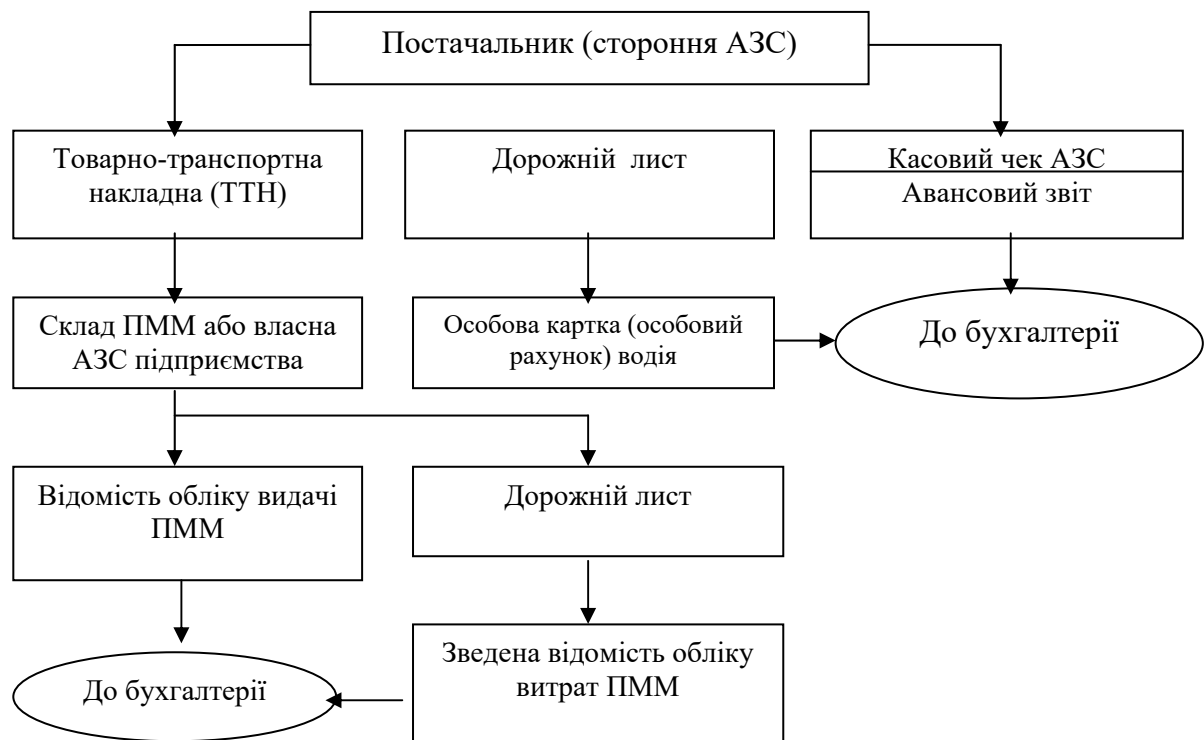 Постачальник (стороння АЗС)
Товарно-транспортна
накладна (ТТН)
Дорожній лист
Касовий чек АЗС
Авансовий звіт
Склад ПММ або власна
АЗС підприємства
Особова картка (особовий
рахунок) водія
До бухгалтерії
Відомість обліку видачі
ПММ
Дорожній лист
До бухгалтерії
Зведена відомість обліку
витрат ПММ